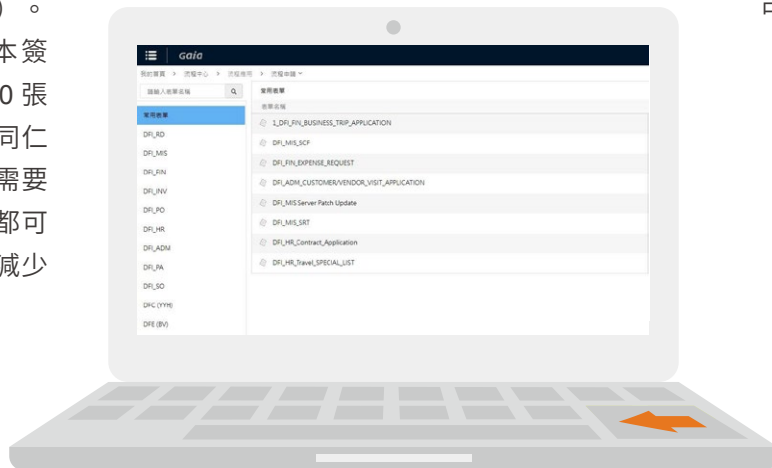 ）。
本簽
0 張
同仁
需要
都可
減少
Gaia
我的首頁 > 流程中心 > 流程應用 > 流程申請
請輸入表單名稱
常用表單
DFI_RD
DFI_MIS
DFI_FIN
DFI_INV
DFI_PO
DFI_HR
DFI_ADM
DFI_PA
DFI_SO
DFC (YYH)
DFE (BV)
常用表單
表單名稱
1_DFI_FIN_BUSINESS_TRIP_APPLICATION
DFI_MIS_SCF
DFI_FIN_EXPENSE_REQUEST
DFI_ADM_CUSTOMER/VENDOR_VISIT_APPLICATION
DFI_MIS Server Patch Update
DFI_MIS_SRT
DFI_HR_Contract_Application
DFI_HR_Travel_SPECIAL_LIST